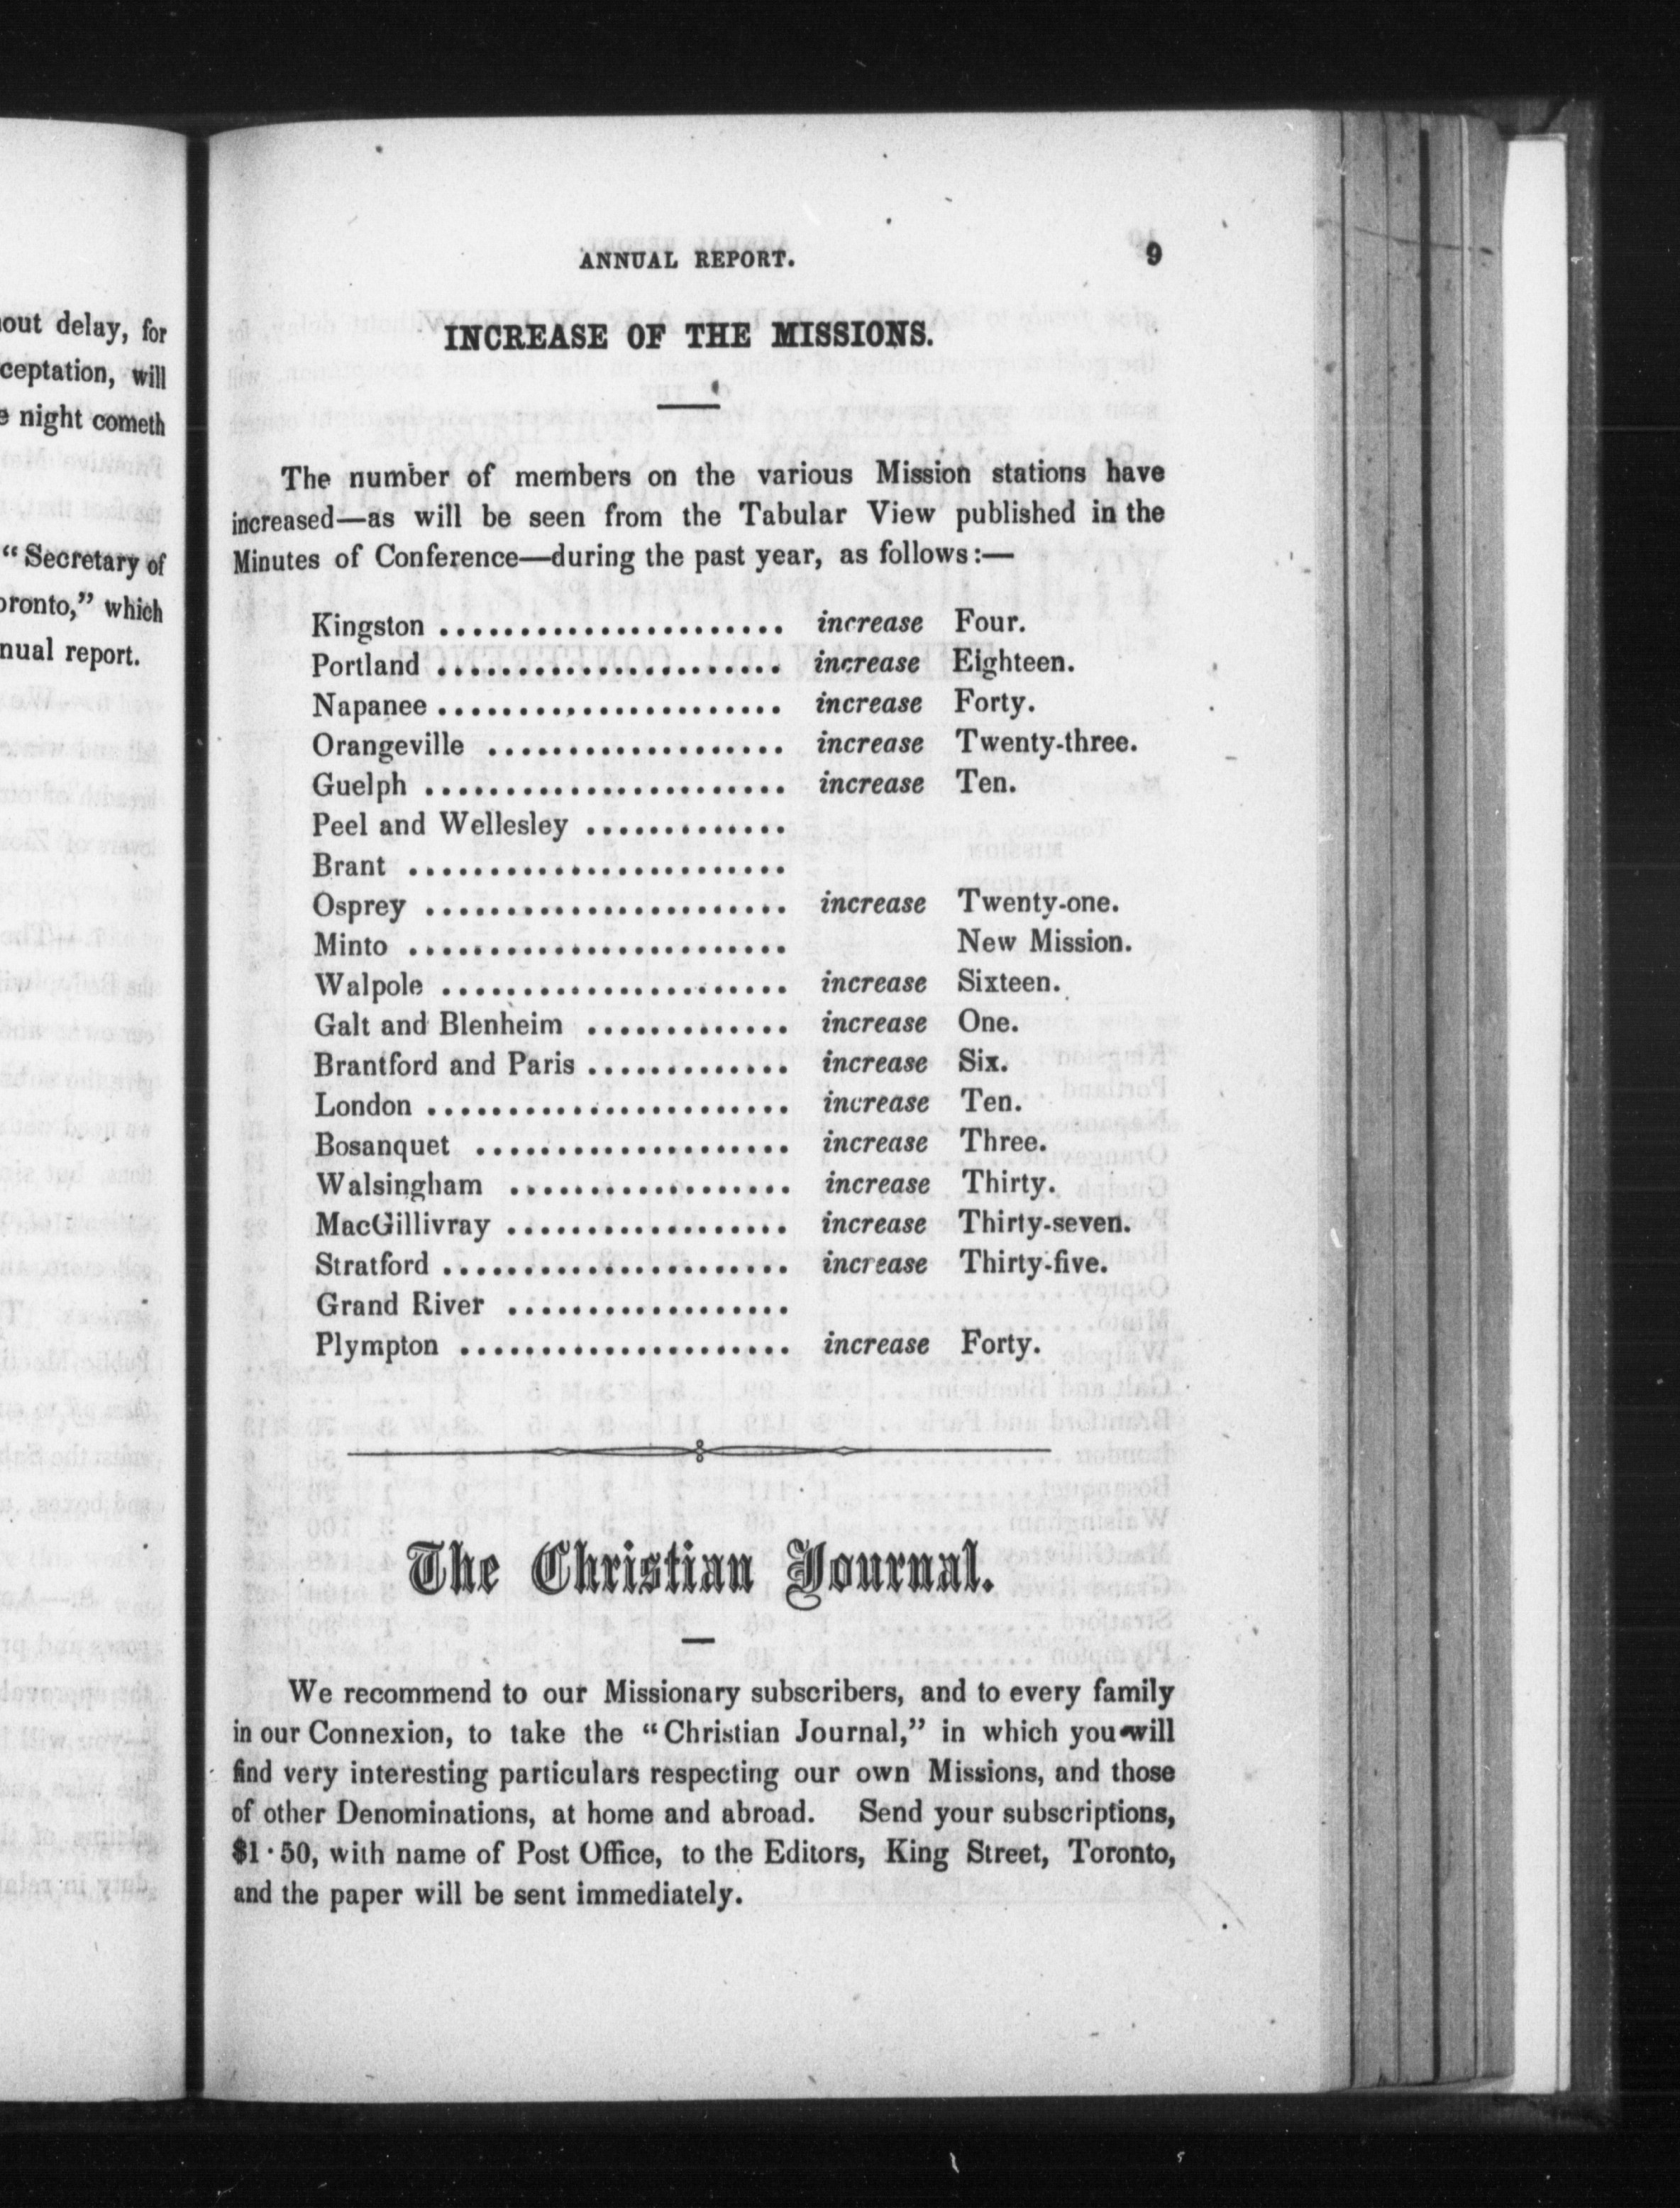 out delay, for
ceptation, will
night cometh
"Secretary of
oronto," which
nual report.
ANNUAL REPORT. 9
INCREASE OF THE MISSIONS.
The number of members on the various Mission stations have
increased—as will be seen from the Tabular View published in the
Minutes of Conference—during the past year, as follows:—
Kingston ...................... increase Four.
Portland ...................... increase Eighteen.
Napanee ...................... increase Forty.
Orangeville ................... increase Twenty-three.
Guelph ....................... increase Ten.
Peel and Wellesley .............
Brant ........................
Osprey ....................... increase Twenty-one.
Minto ........................ New Mission.
Walpole ...................... increase Sixteen.
Galt and Blenheim ............. increase One.
Brantford and Paris ............. increase Six.
London ....................... increase Ten.
Bosanquet .................... increase Three.
Walsingham .................. increase Thirty.
MacGillivray .................. increase Thirty-seven.
Stratford ...................... increase Thirty-five.
Grand River ..................
Plympton ..................... increase Forty.
The Christian Journal.
We recommend to our Missionary subscribers, and to every family
in our Connexion, to take the "Christian Journal," in which you will
find very interesting particulars respecting our own Missions, and those
of other Denominations, at home and abroad. Send your subscriptions,
$1·50, with name of Post Office, to the Editors, King Street, Toronto,
and the paper will be sent immediately.